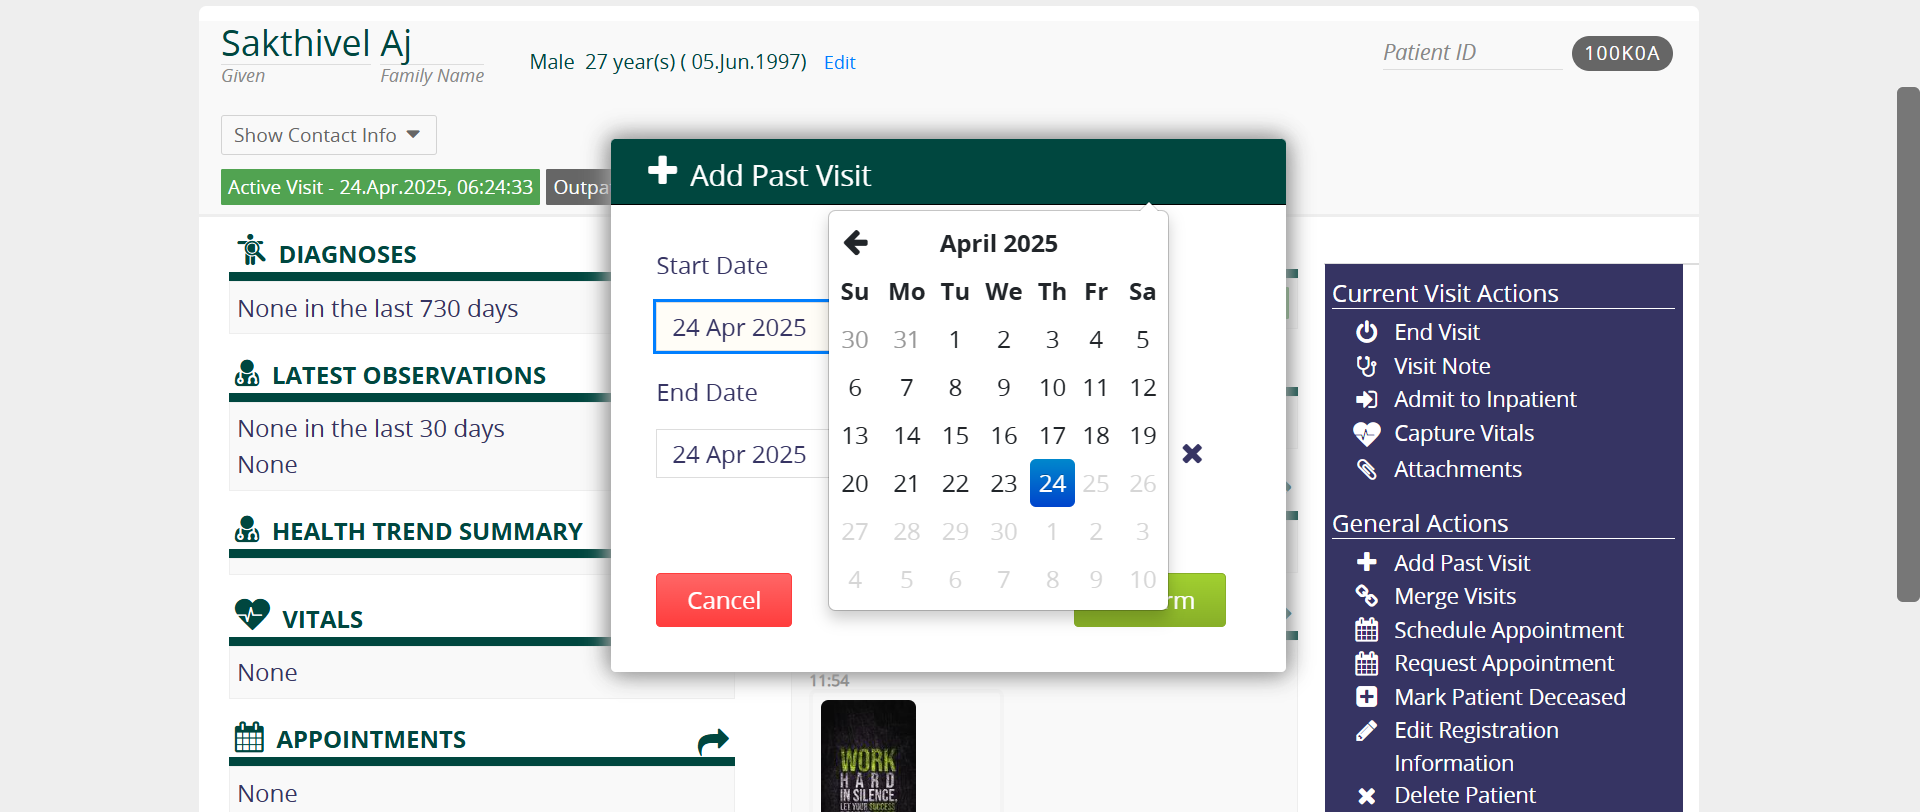 Sakthivel Aj
Given Family Name
Male 27 year(s) ( 05.Jun.1997) Edit
Patient ID 100K0A
Show Contact Info
Active Visit - 24.Apr.2025, 06:24:33
DIAGNOSES
None in the last 730 days
LATEST OBSERVATIONS
None in the last 30 days
None
HEALTH TREND SUMMARY
VITALS
None
APPOINTMENTS
None
Add Past Visit
Start Date
24 Apr 2025
End Date
24 Apr 2025
Cancel
April 2025
Su Mo Tu We Th Fr Sa
30 31 1 2 3 4 5
6 7 8 9 10 11 12
13 14 15 16 17 18 19
20 21 22 23 24 25 26
27 28 29 30 1 2 3
4 5 6 7 8 9 10
11:54
WORK
HARD
IN SILENCE,
LET YOUR SUCCESS
Current Visit Actions
End Visit
Visit Note
Admit to Inpatient
Capture Vitals
Attachments
General Actions
Add Past Visit
Merge Visits
Schedule Appointment
Request Appointment
Mark Patient Deceased
Edit Registration
Information
Delete Patient